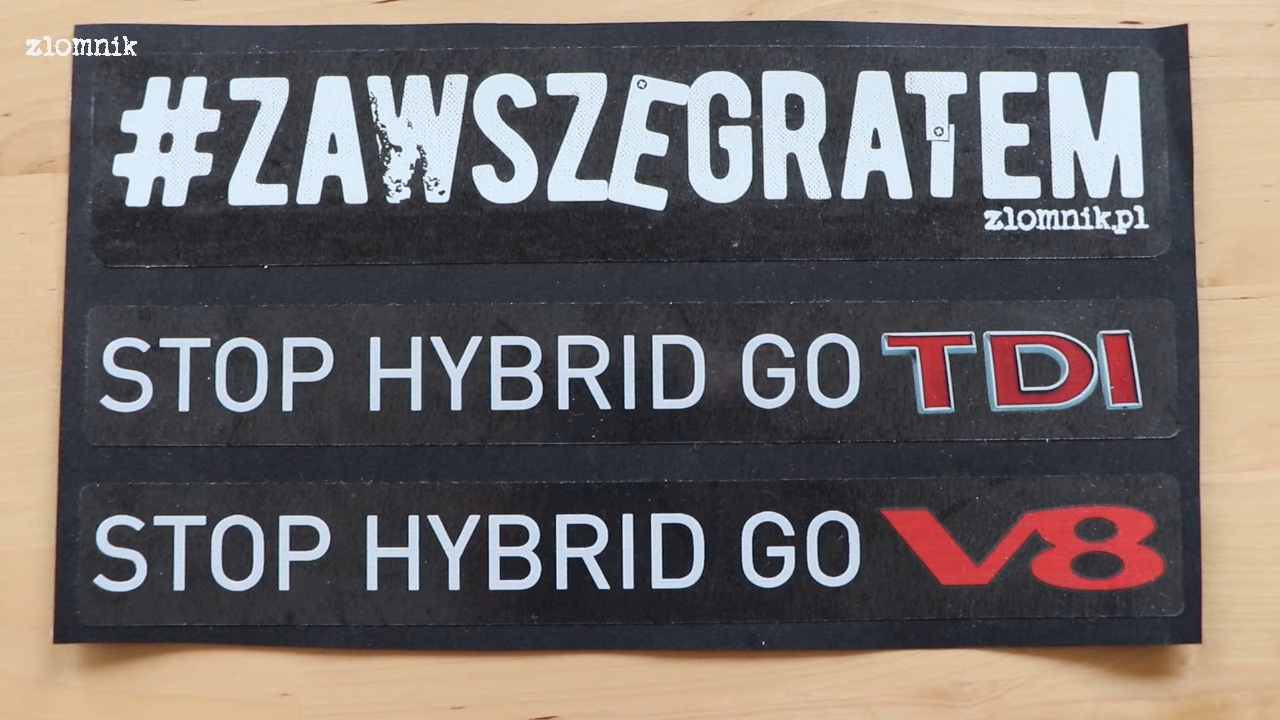 zlomnik
#ZAWSZEGRATEM
zlomnik.pl
STOP HYBRID GO TDI
STOP HYBRID GO V8